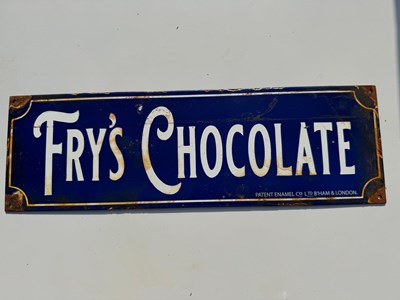 FRY'S CHOCOLATE
PATENT ENAMEL CO LTD B'HAM & LONDON.